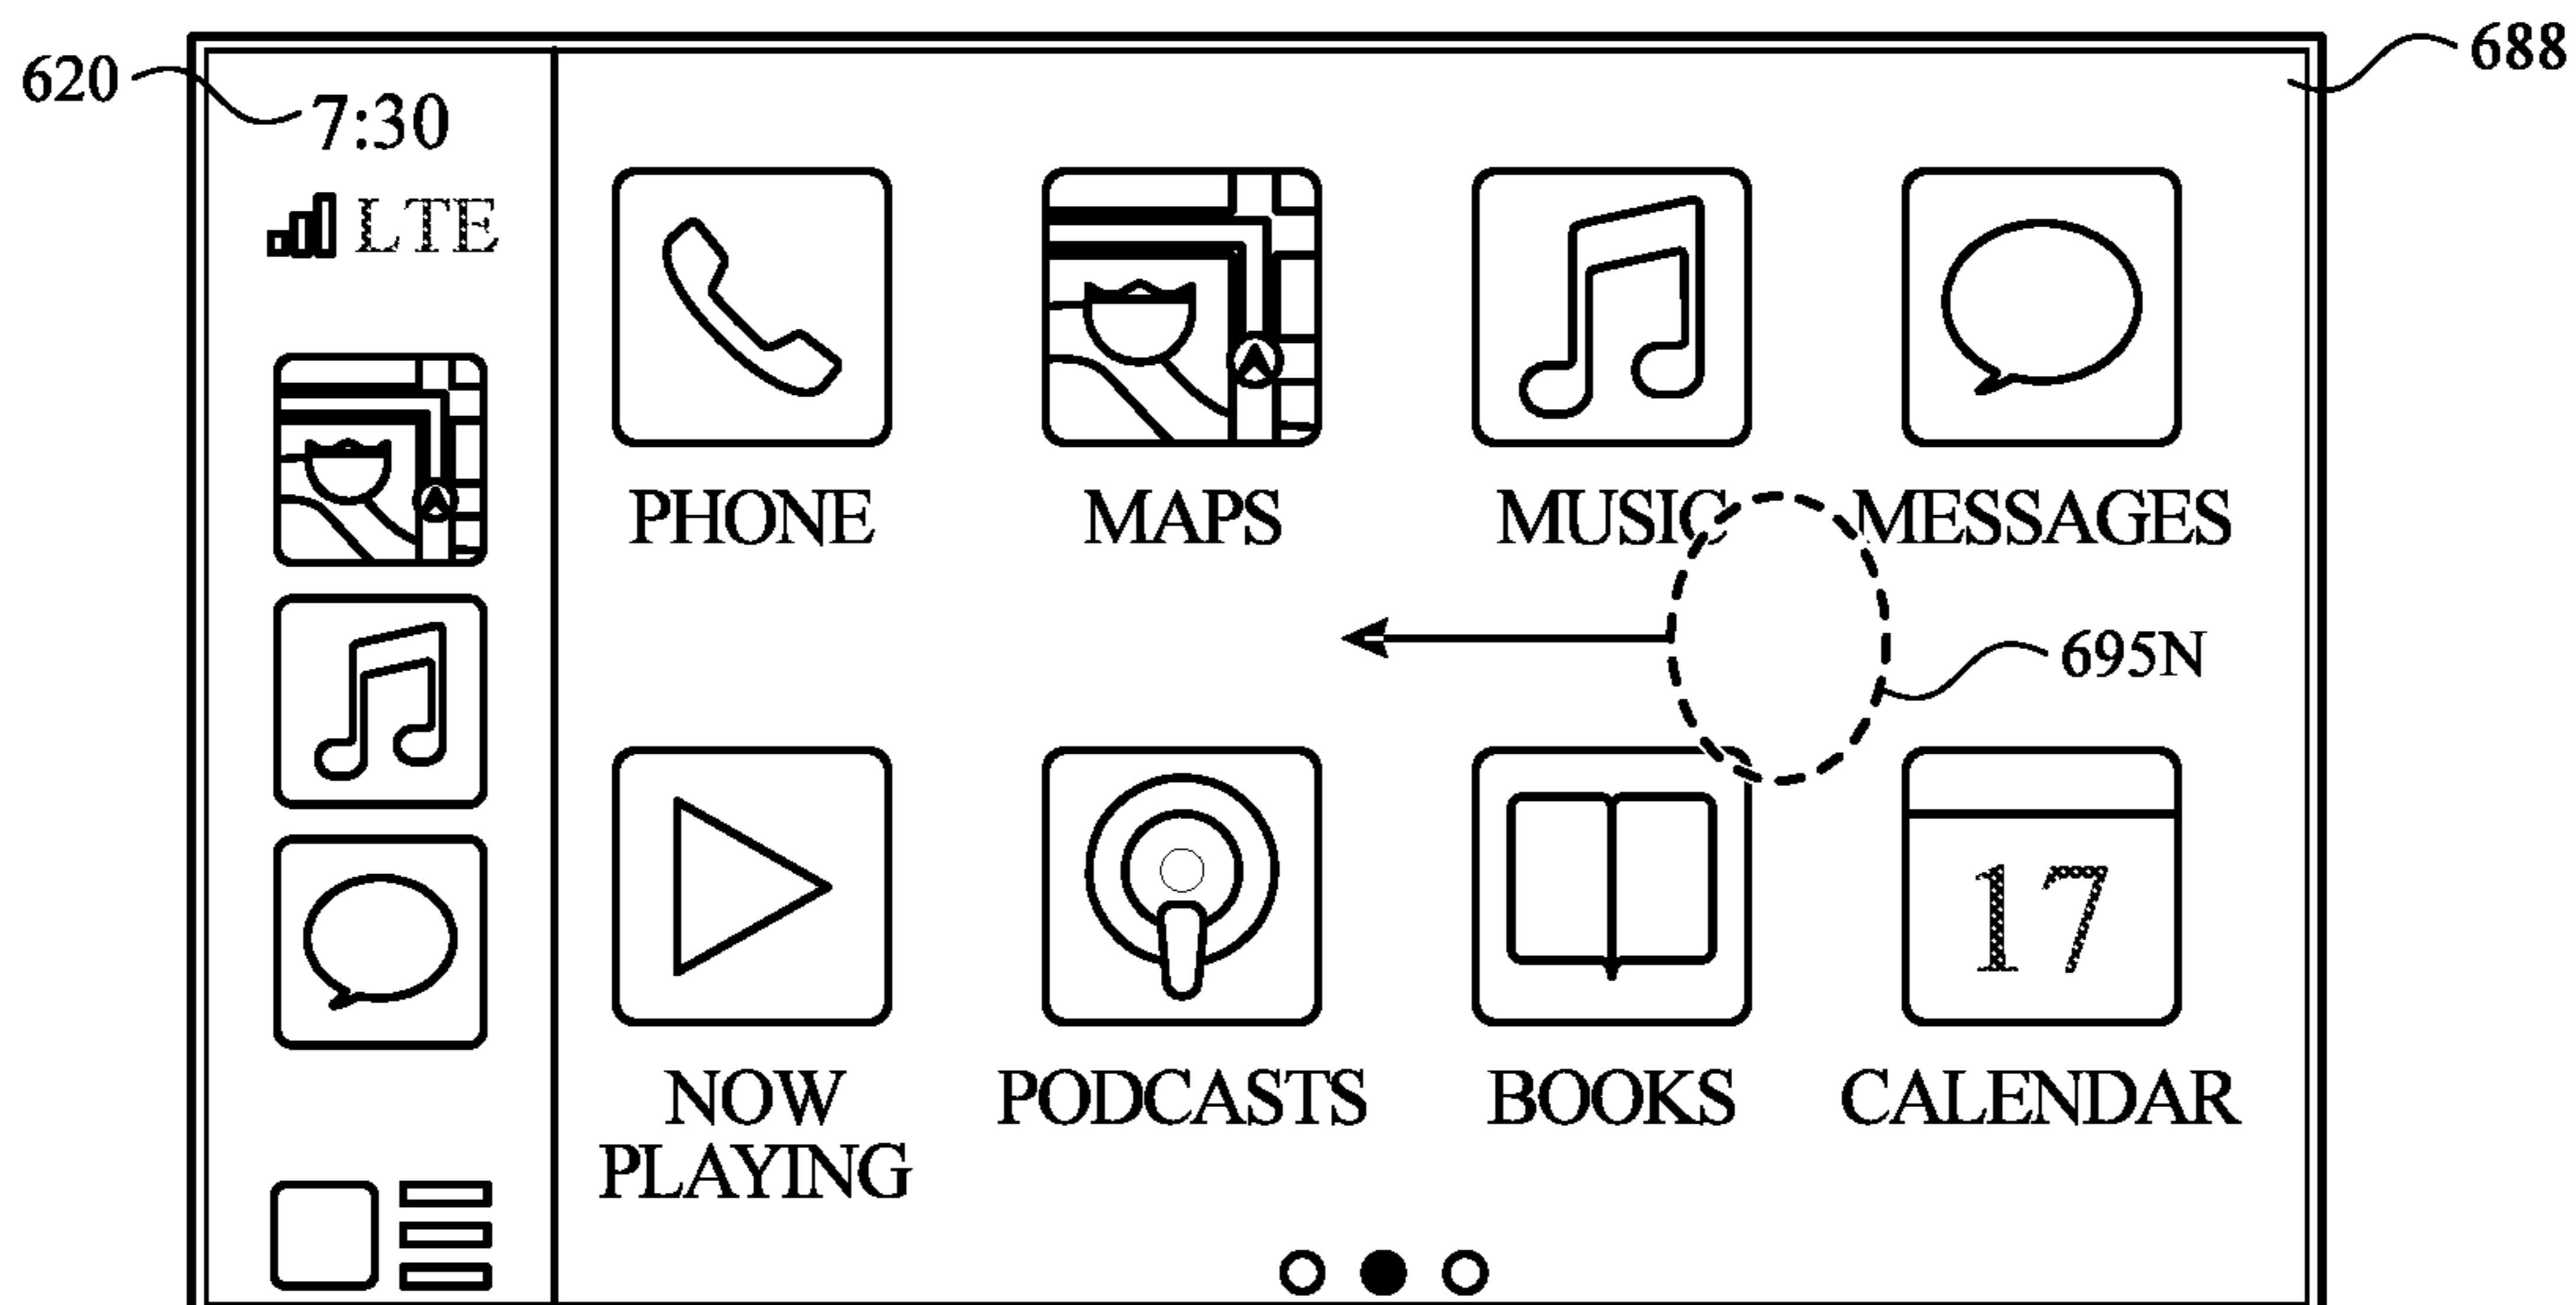 620
688
7:30
LTE
PHONE MAPS MUSIC MESSAGES
695N
17
NOW PODCASTS BOOKS CALENDAR
PLAYING